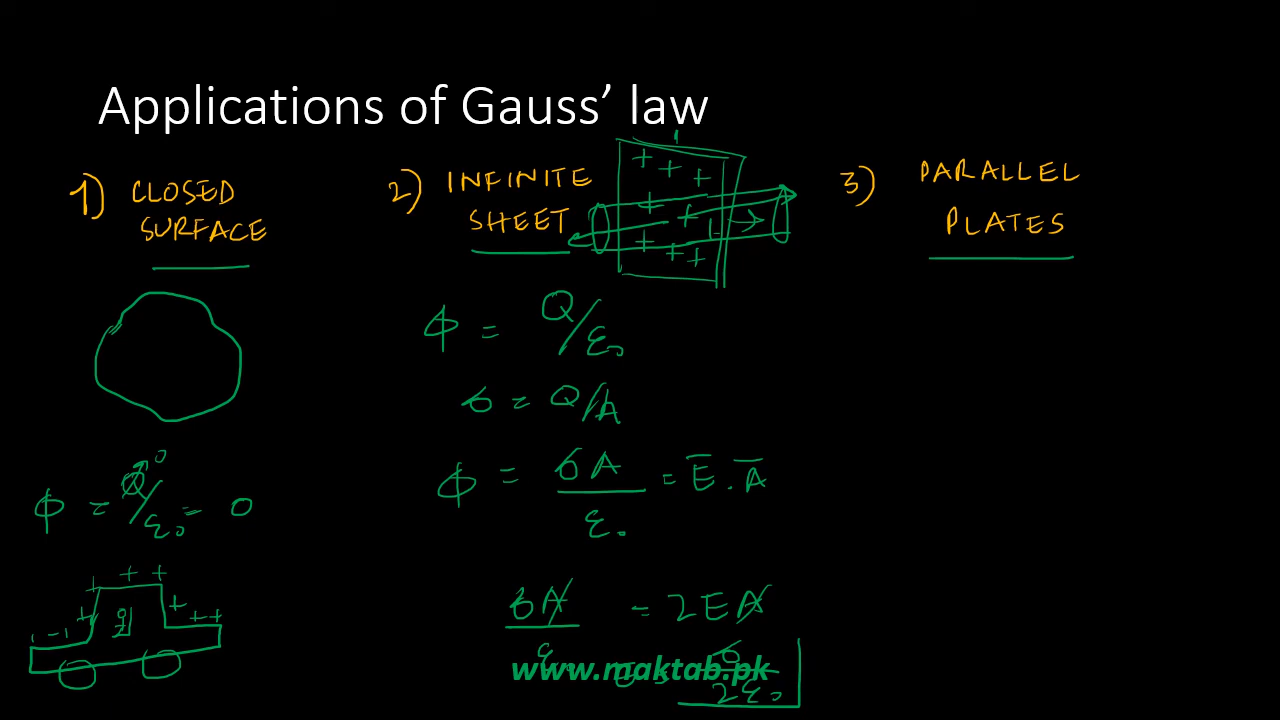 Applications of Gauss’ law
1) CLOSED
SURFACE
Φ = Q/ε₀ = 0
2) INFINITE
SHEET
Φ = Q/ε₀
σ = Q/A
Φ = σA/ε₀ = E̅ . A̅
σA/ε₀ = 2EA
σ/2ε₀
www.maktab.pk
3) PARALLEL
PLATES